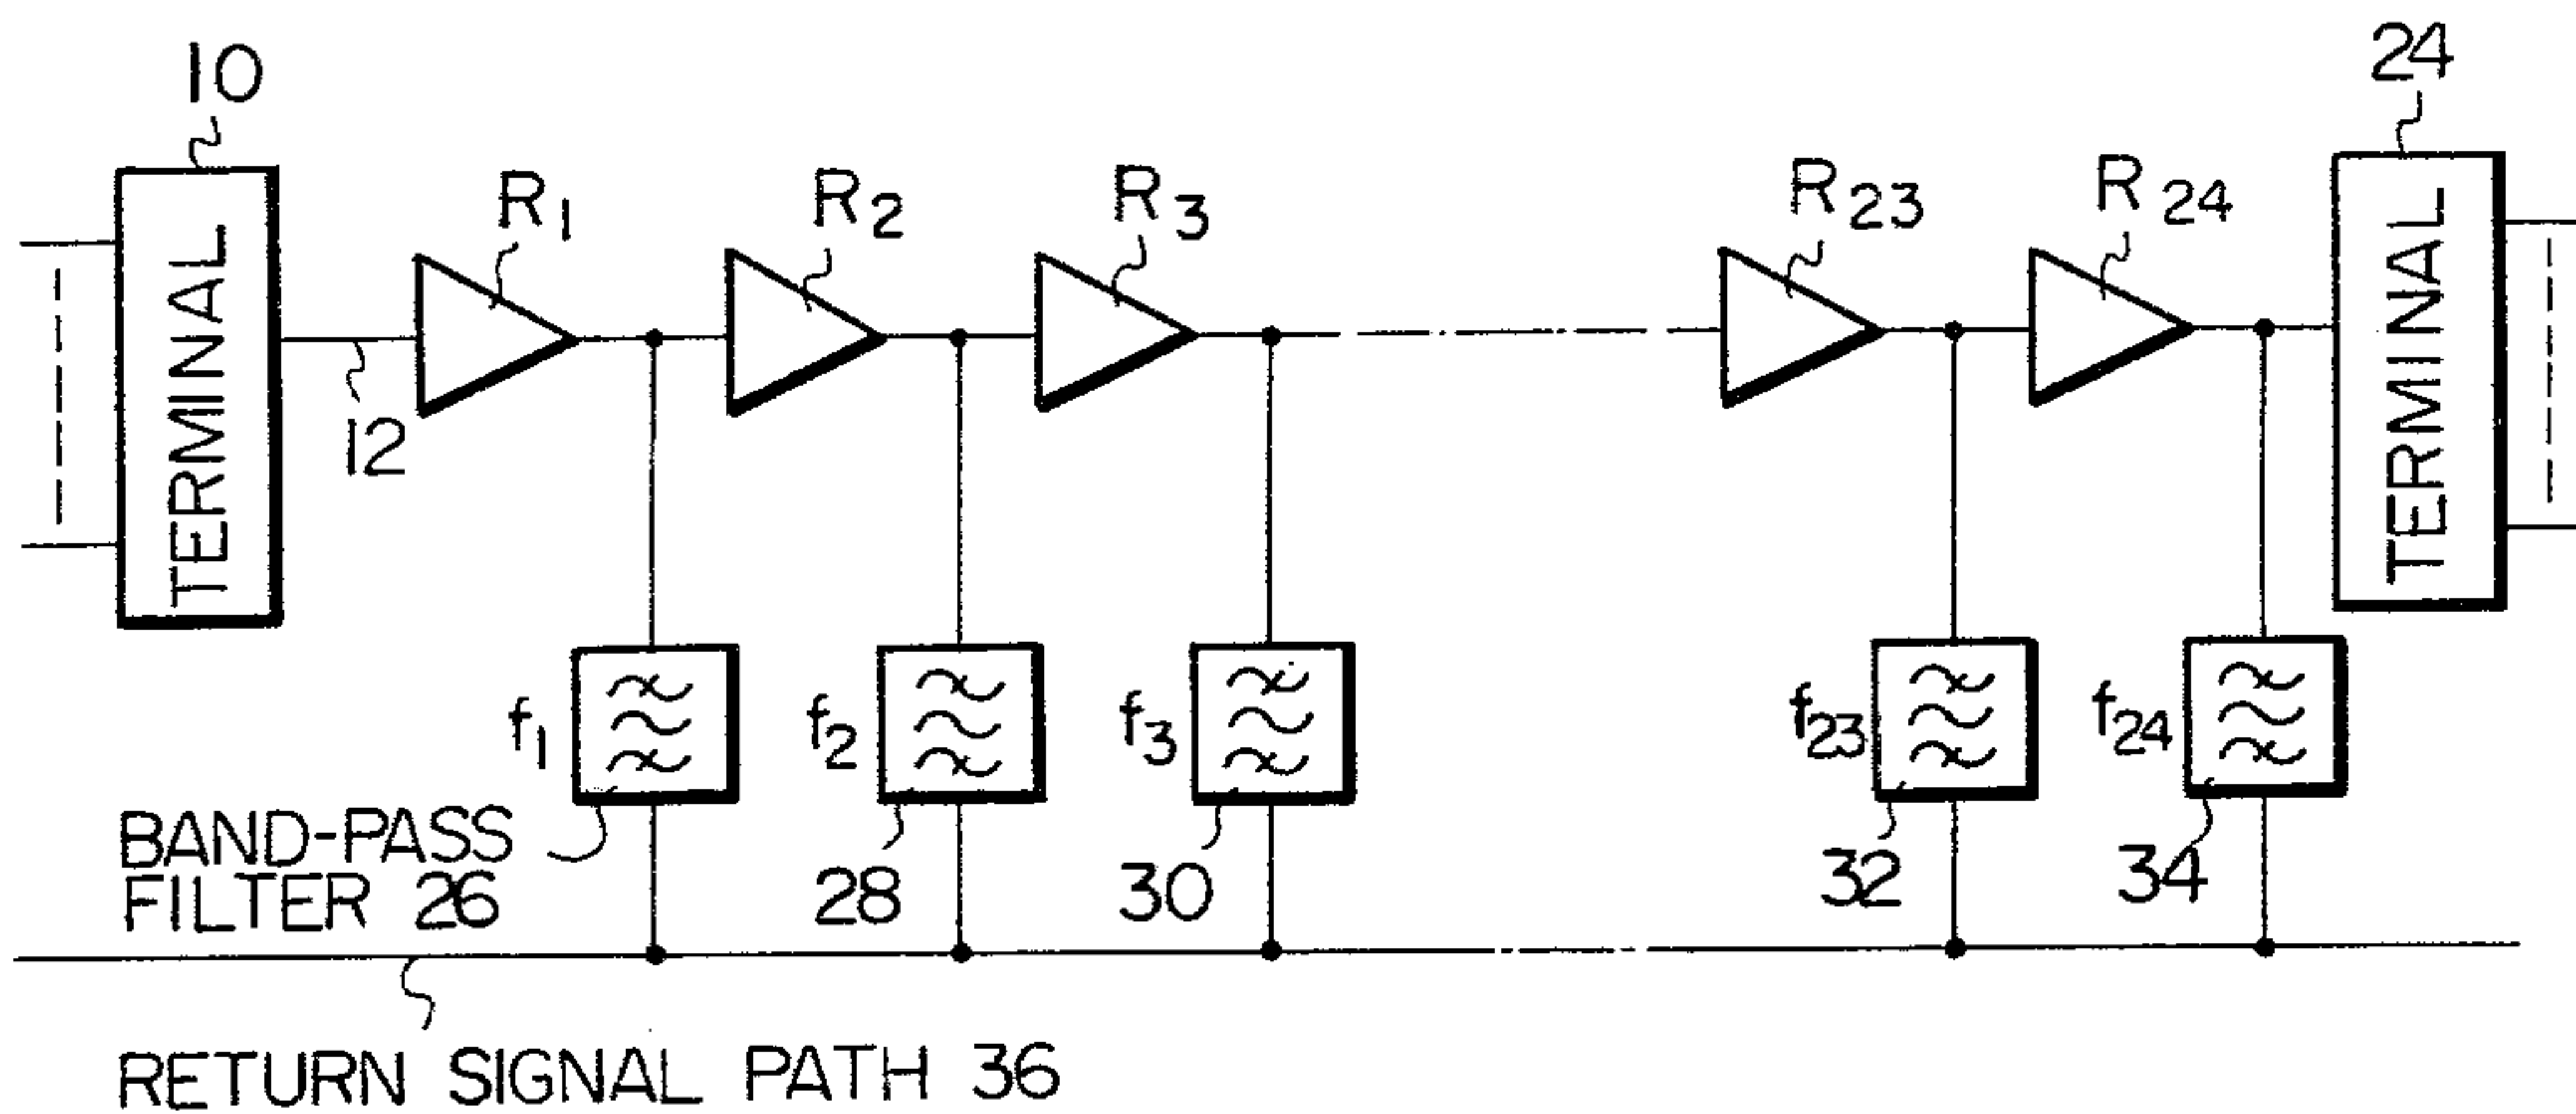 10
24
R1
R2
R3
R23
R24
TERMINAL
TERMINAL
12
f1
f2
f3
f23
f24
BAND-PASS
FILTER 26
28
30
32
34
RETURN SIGNAL PATH 36